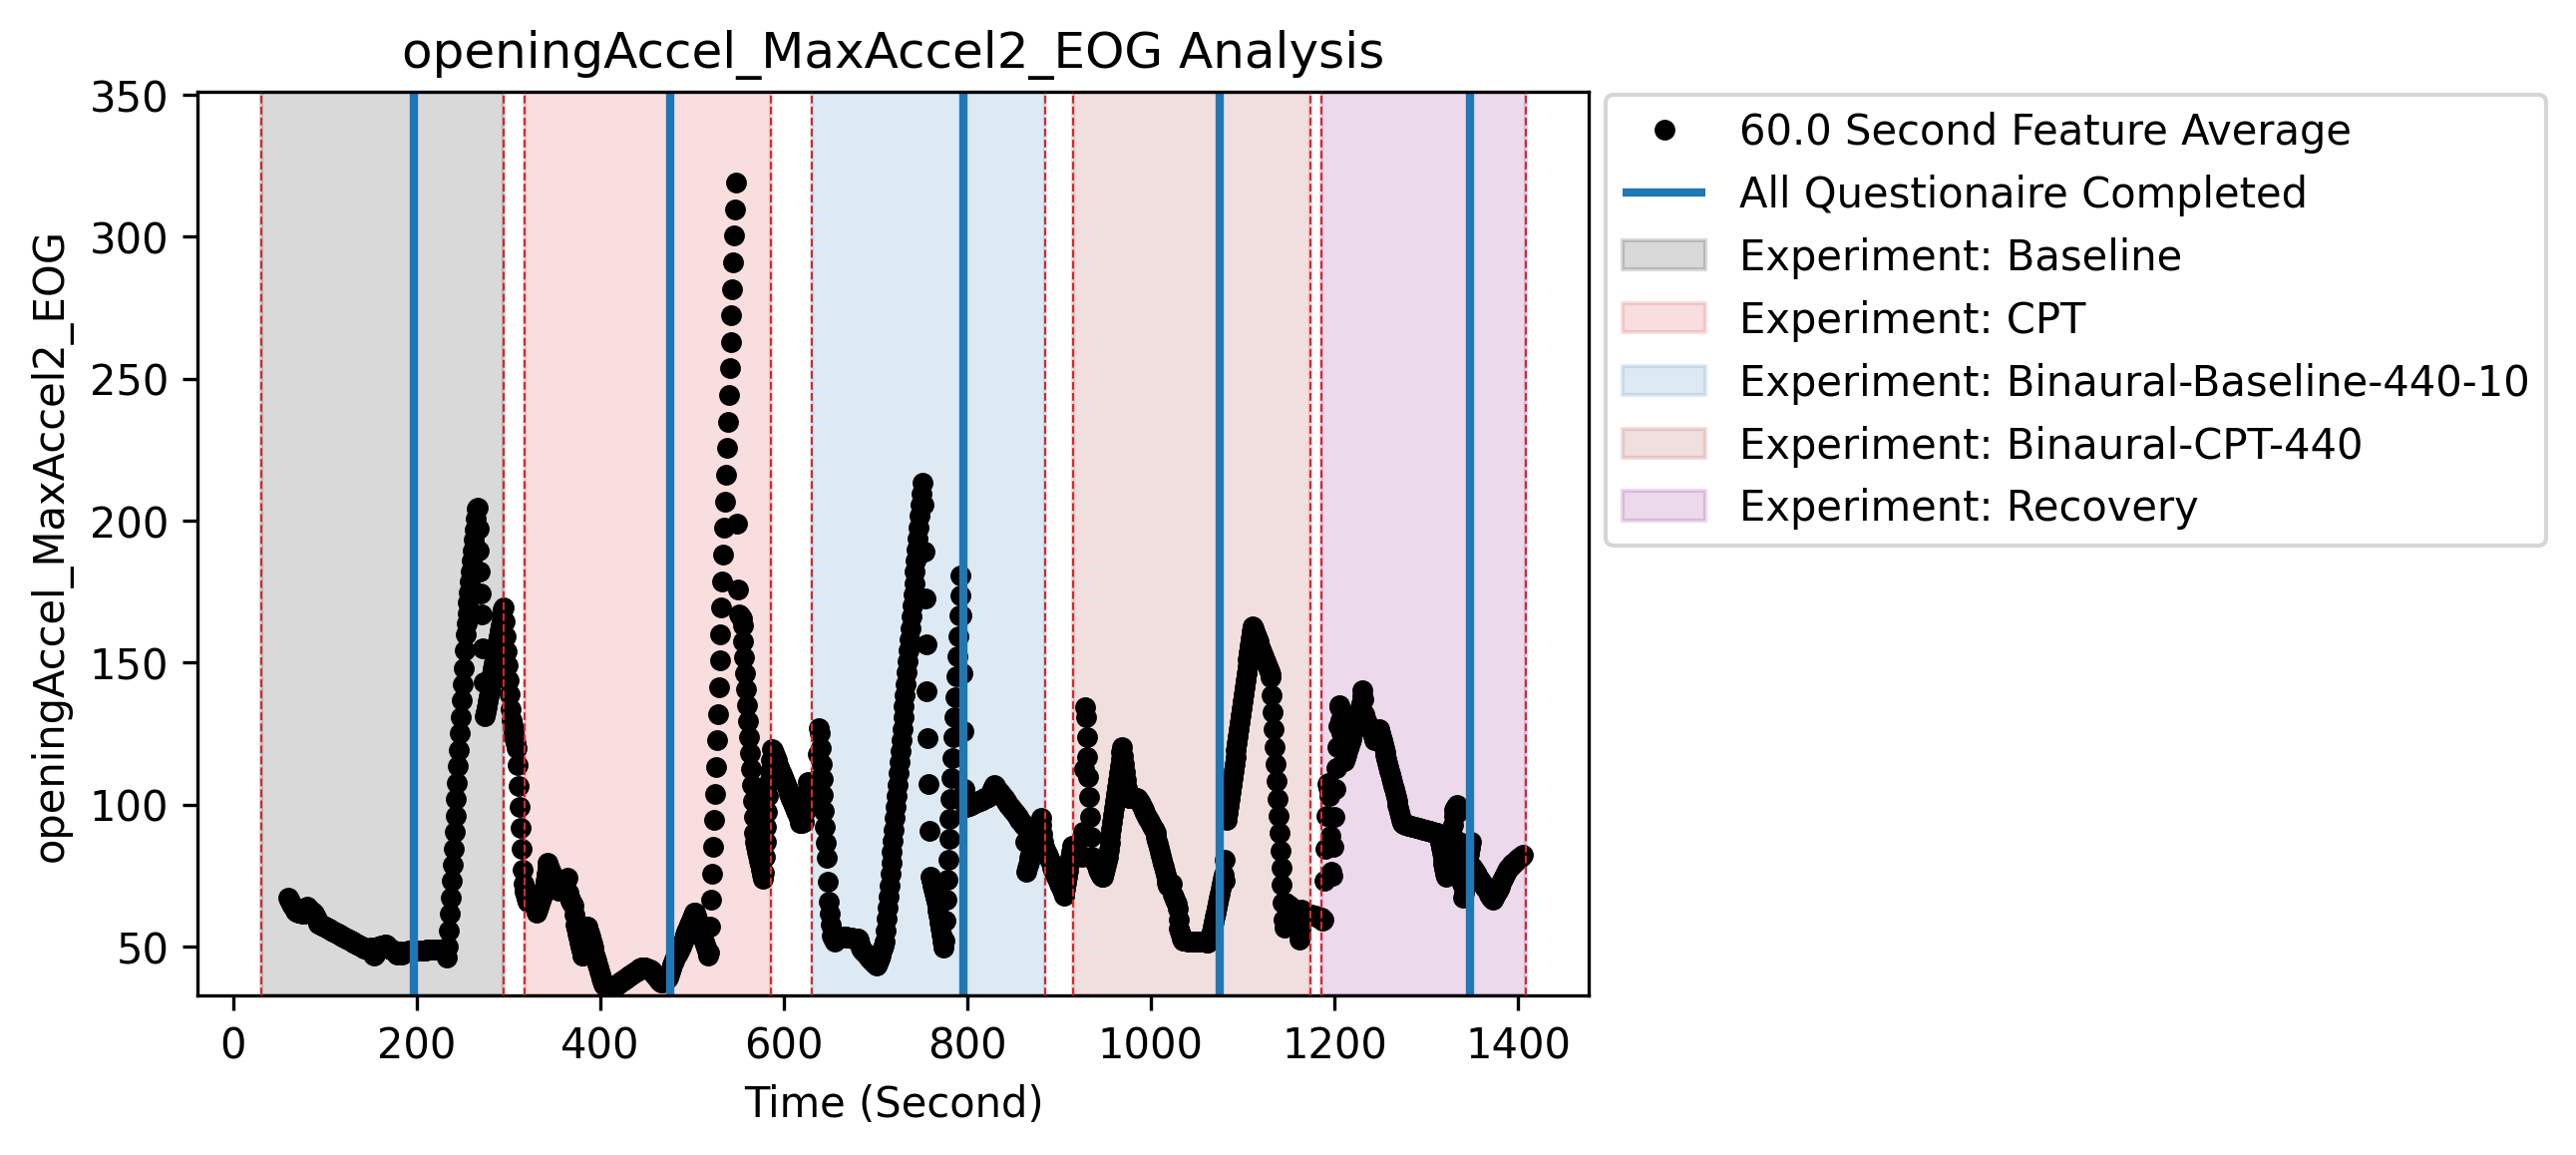 openingAccel_MaxAccel2_EOG Analysis
openingAccel_MaxAccel2_EOG
350
300
250
200
150
100
50
0 200 400 600 800 1000 1200 1400
Time (Second)
60.0 Second Feature Average
All Questionaire Completed
Experiment: Baseline
Experiment: CPT
Experiment: Binaural-Baseline-440-10
Experiment: Binaural-CPT-440
Experiment: Recovery